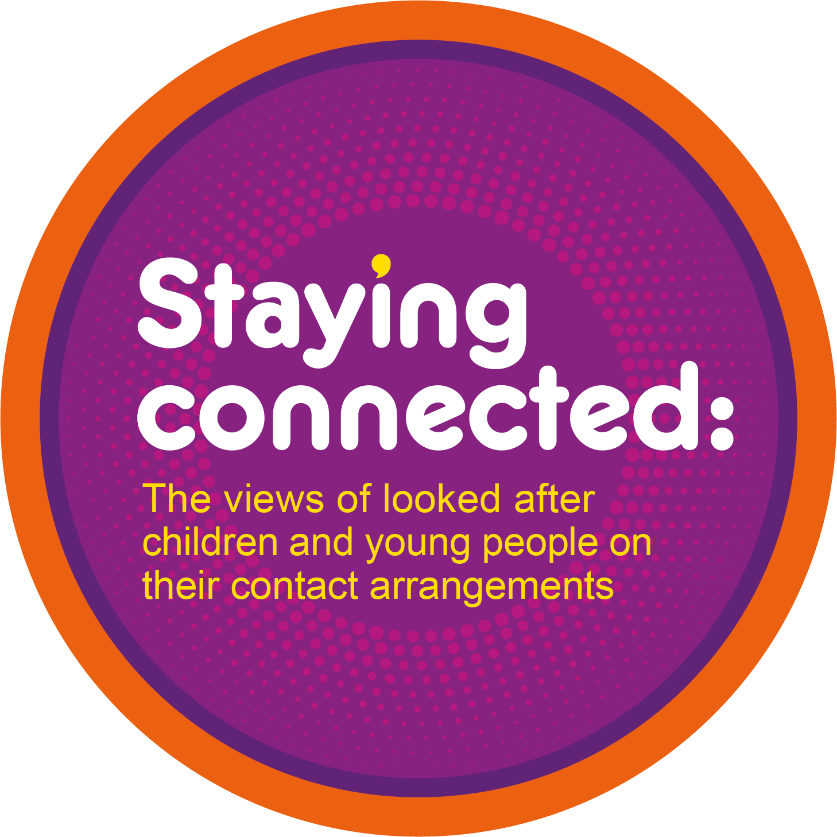 Staying
connected:
The views of looked after
children and young people on
their contact arrangements